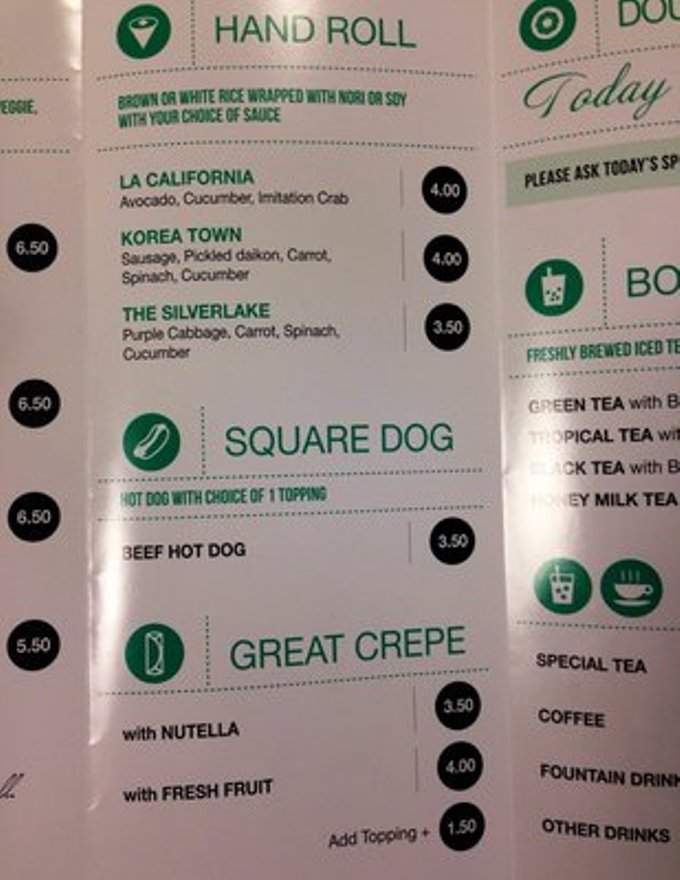 VEGGIE,
6.50
6.50
6.50
5.50
HAND ROLL
BROWN OR WHITE RICE WRAPPED WITH NORI OR SOY
WITH YOUR CHOICE OF SAUCE
LA CALIFORNIA
Avocado, Cucumber, Imitation Crab
4.00
KOREA TOWN
Sausage, Pickled daikon, Carrot,
Spinach, Cucumber
4.00
THE SILVERLAKE
Purple Cabbage, Carrot, Spinach,
Cucumber
3.50
SQUARE DOG
HOT DOG WITH CHOICE OF 1 TOPPING
BEEF HOT DOG
3.50
GREAT CREPE
with NUTELLA
3.50
with FRESH FRUIT
4.00
Add Topping +
1.50
DOU
Today
PLEASE ASK TODAY'S SP
BO
FRESHLY BREWED ICED TE
GREEN TEA with B
TROPICAL TEA wit
BLACK TEA with B
HONEY MILK TEA
SPECIAL TEA
COFFEE
FOUNTAIN DRINK
OTHER DRINKS